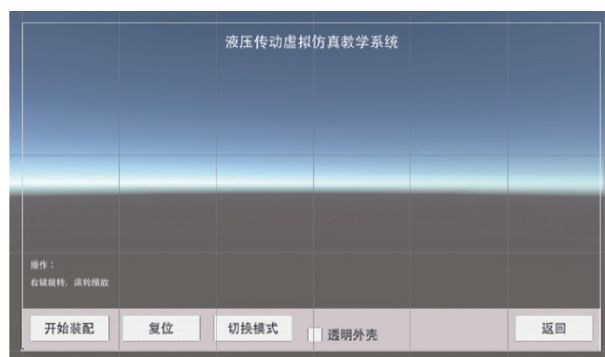 液压传动虚拟仿真教学系统
操作：
右键旋转，滚轮缩放
开始装配 复位 切换模式 透明外壳 返回